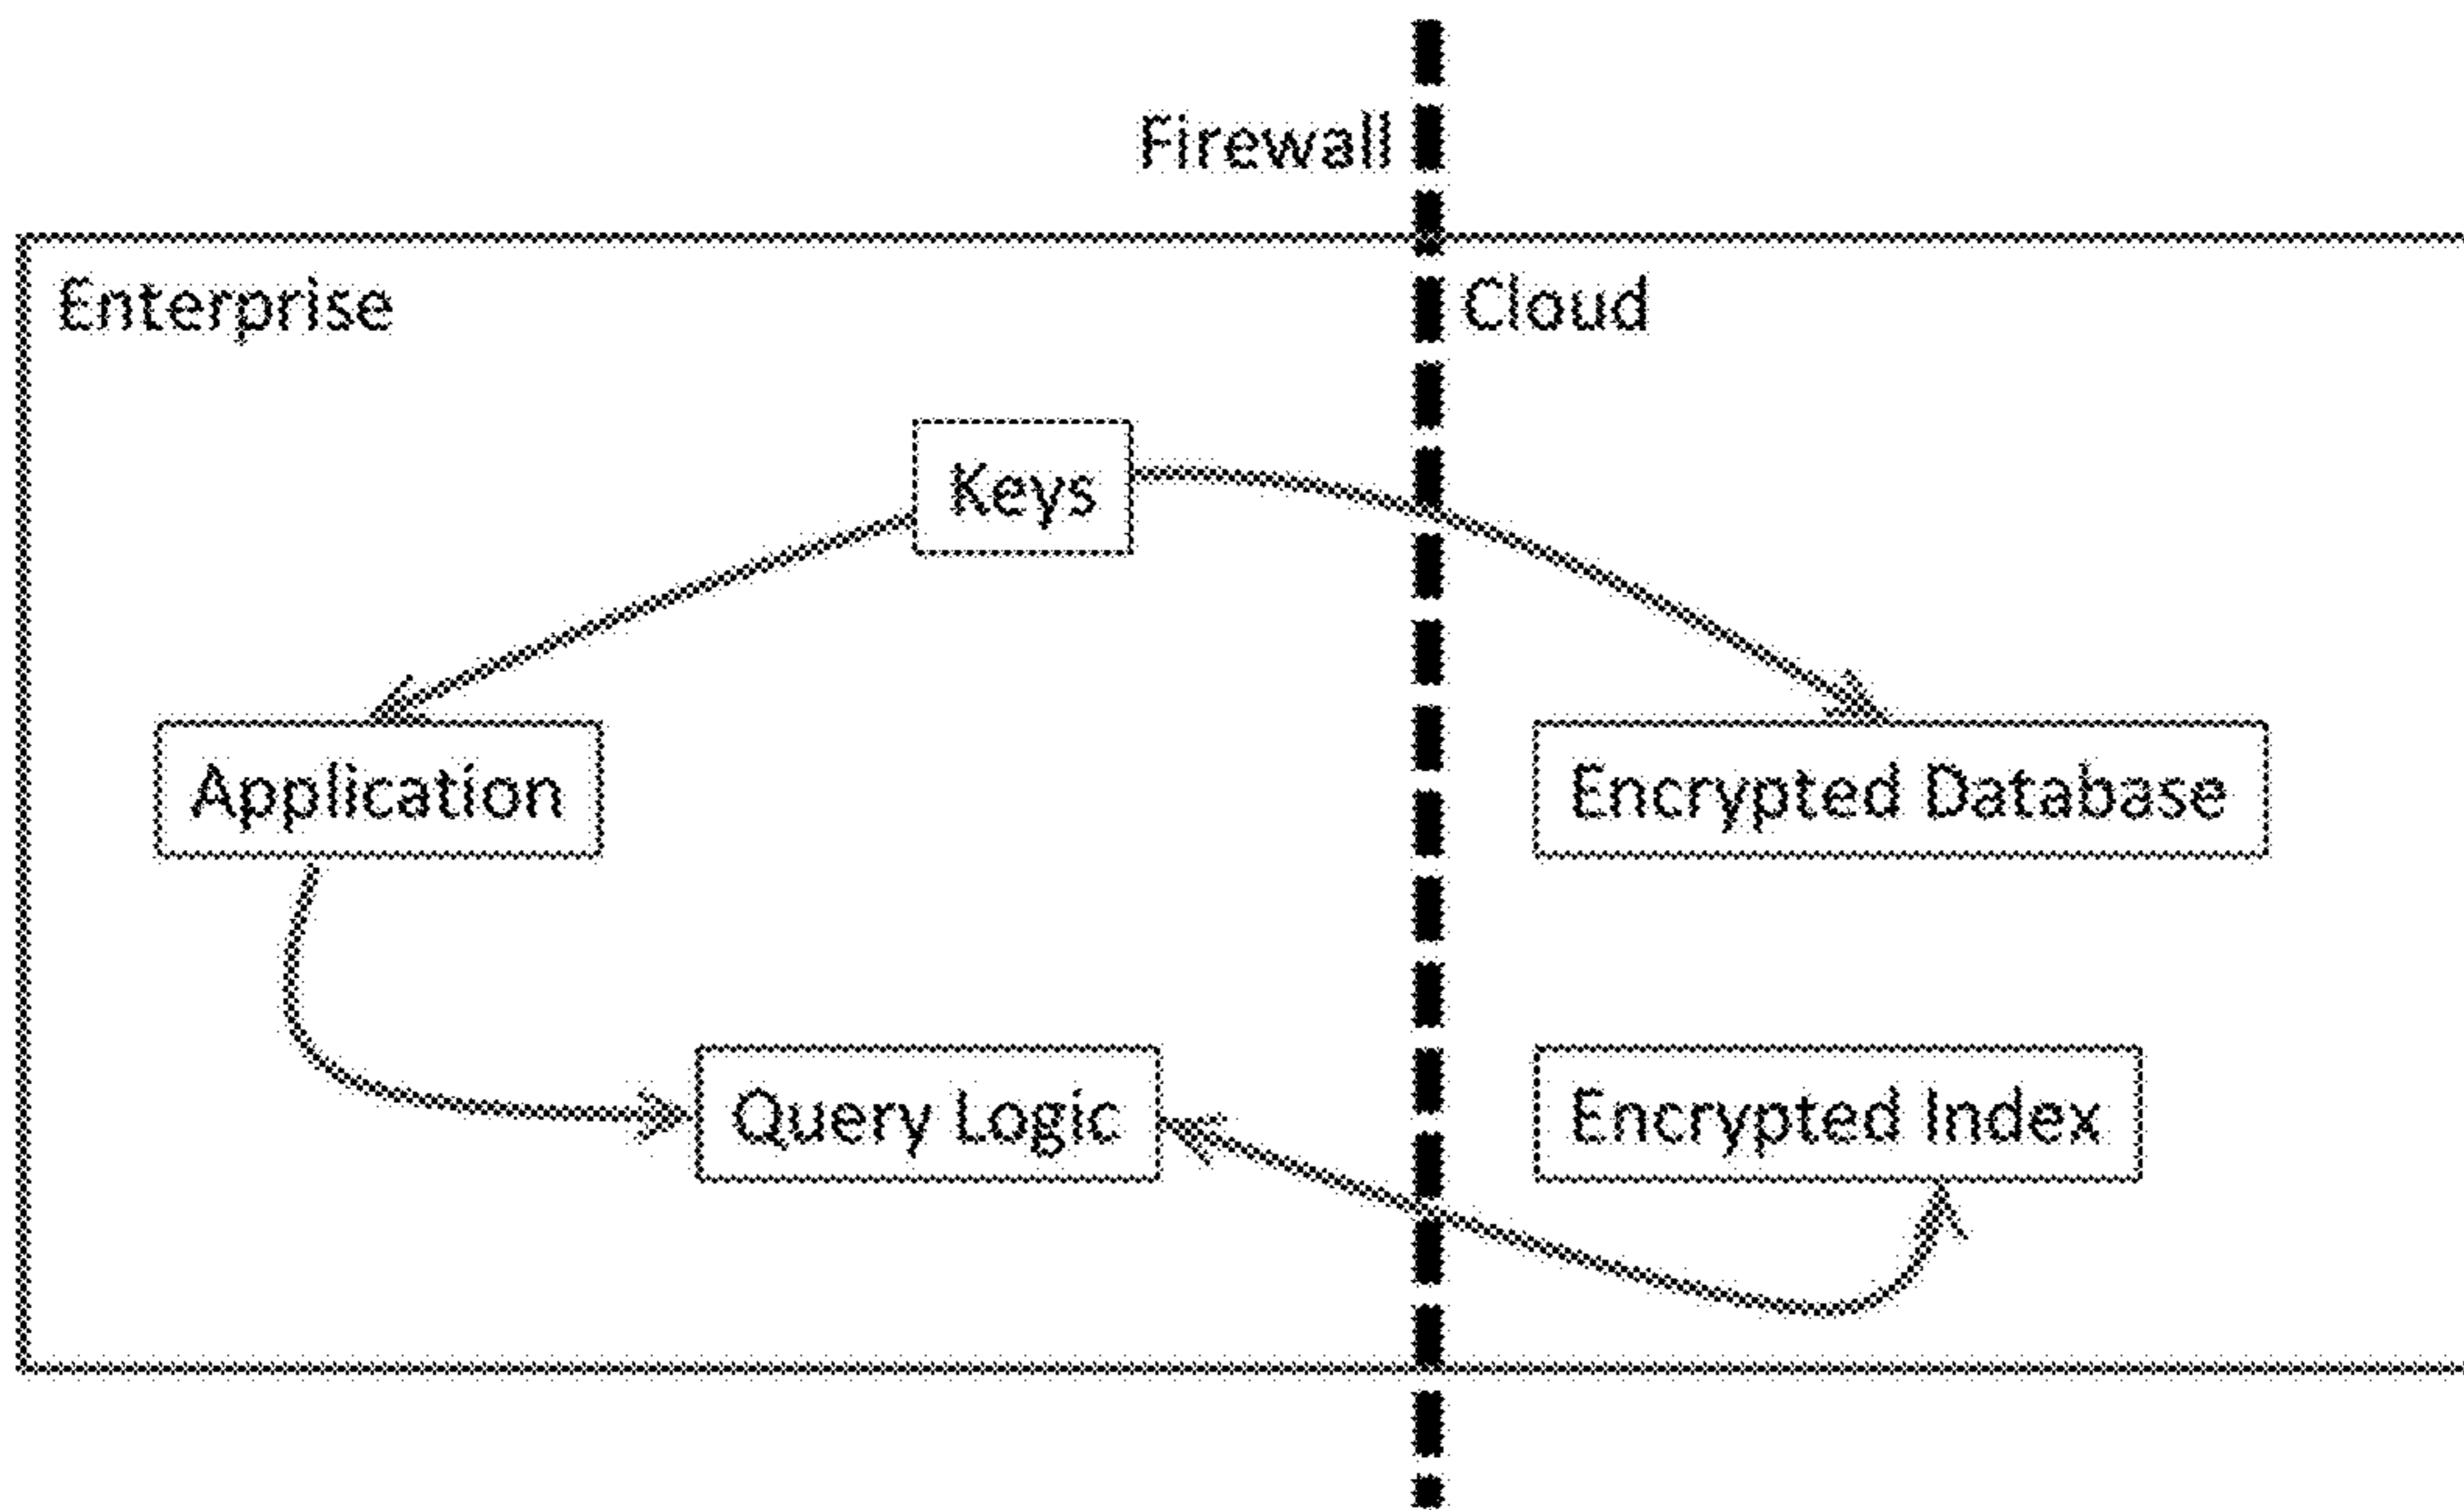 Firewall
Enterprise
Cloud
Keys
Application
Encrypted Database
Query Logic
Encrypted Index